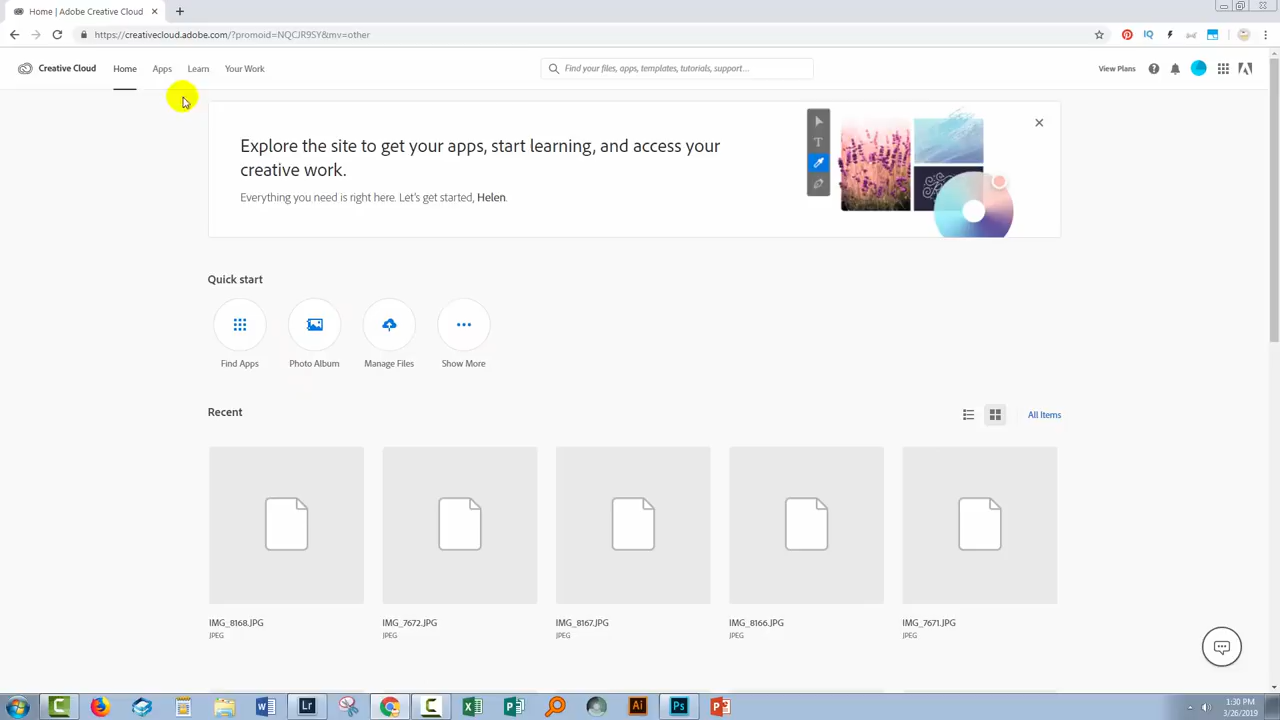 Home | Adobe Creative Cloud
https://creativecloud.adobe.com/?promoid=NQCJR9SY&mv=other
IQ
Creative Cloud
Home
Apps
Learn
Your Work
Find your files, apps, templates, tutorials, support...
View Plans
Explore the site to get your apps, start learning, and access your
creative work.
Everything you need is right here. Let's get started, Helen.
T
Quick start
Find Apps
Photo Album
Manage Files
Show More
Recent
All Items
IMG_8168.JPG
JPEG
IMG_7672.JPG
JPEG
IMG_8167.JPG
JPEG
IMG_8166.JPG
JPEG
IMG_7671.JPG
JPEG
Lr
Ai
Ps
1:30 PM
3/26/2019